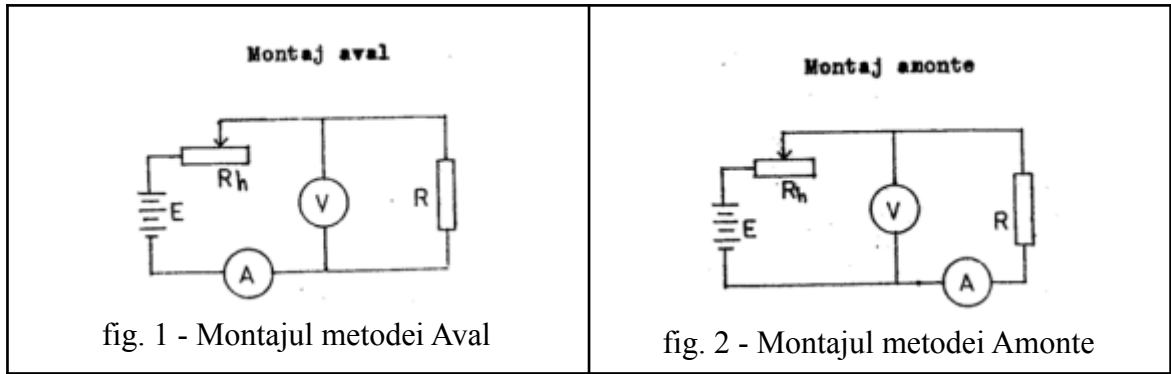 Montaj aval
Rh
E
V
R
A
fig. 1 - Montajul metodei Aval
Montaj amonte
Rh
E
V
R
A
fig. 2 - Montajul metodei Amonte